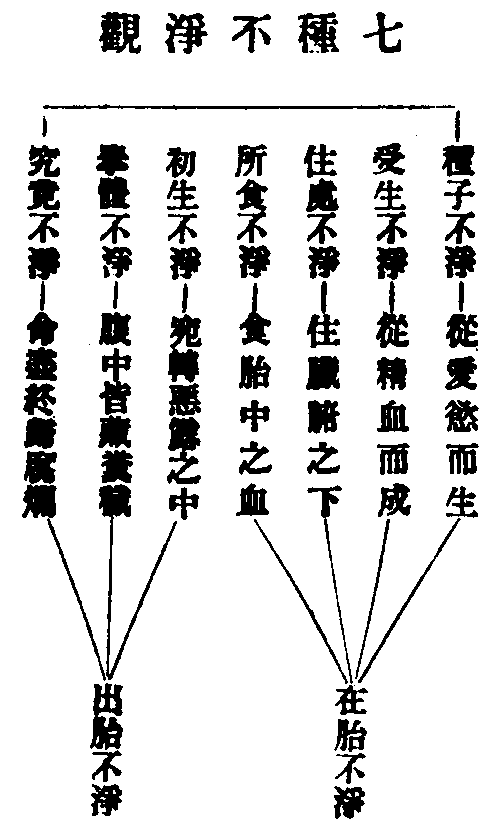 七種不淨觀
種子不淨
從愛慾而生
受生不淨
從精血而成
住處不淨
住臟腑之下
所食不淨
食胎中之血
初生不淨
宛轉惡露之中
舉體不淨
腹中皆藏糞穢
究竟不淨
命盡終歸腐爛
在胎不淨
出胎不淨